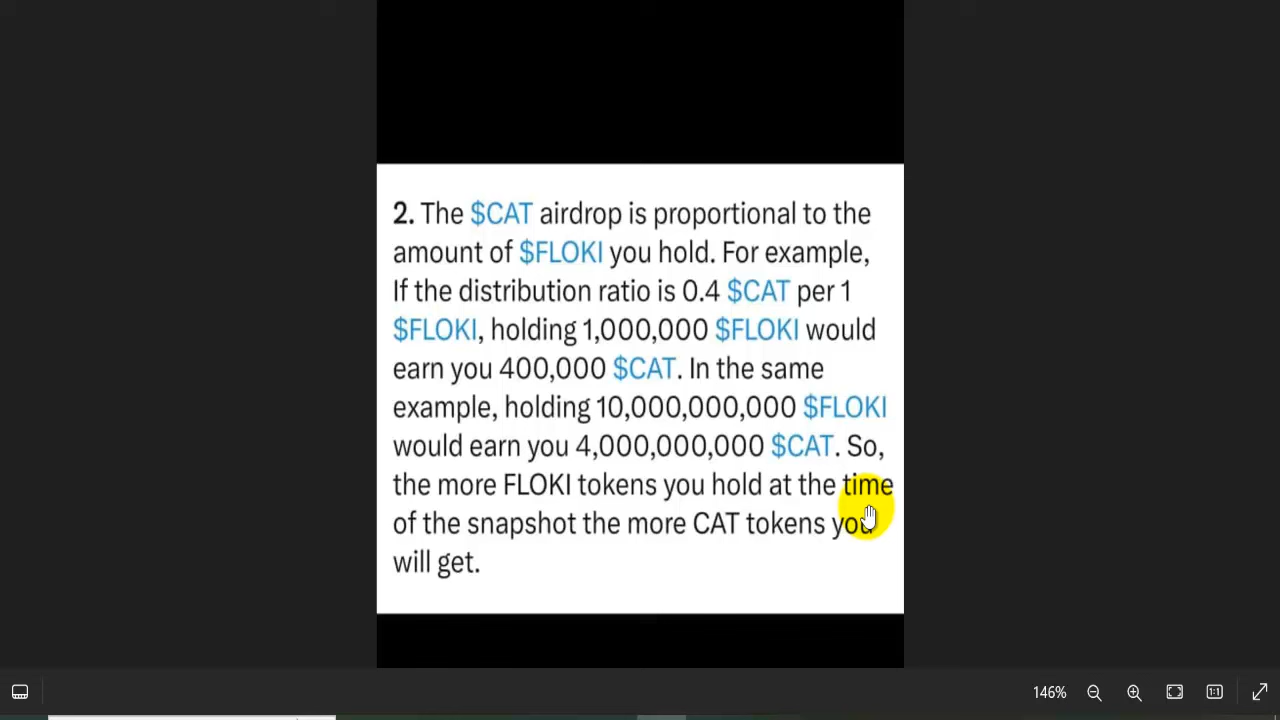 2. The $CAT airdrop is proportional to the
amount of $FLOKI you hold. For example,
If the distribution ratio is 0.4 $CAT per 1
$FLOKI, holding 1,000,000 $FLOKI would
earn you 400,000 $CAT. In the same
example, holding 10,000,000,000 $FLOKI
would earn you 4,000,000,000 $CAT. So,
the more FLOKI tokens you hold at the time
of the snapshot the more CAT tokens you
will get.
146%
1:1